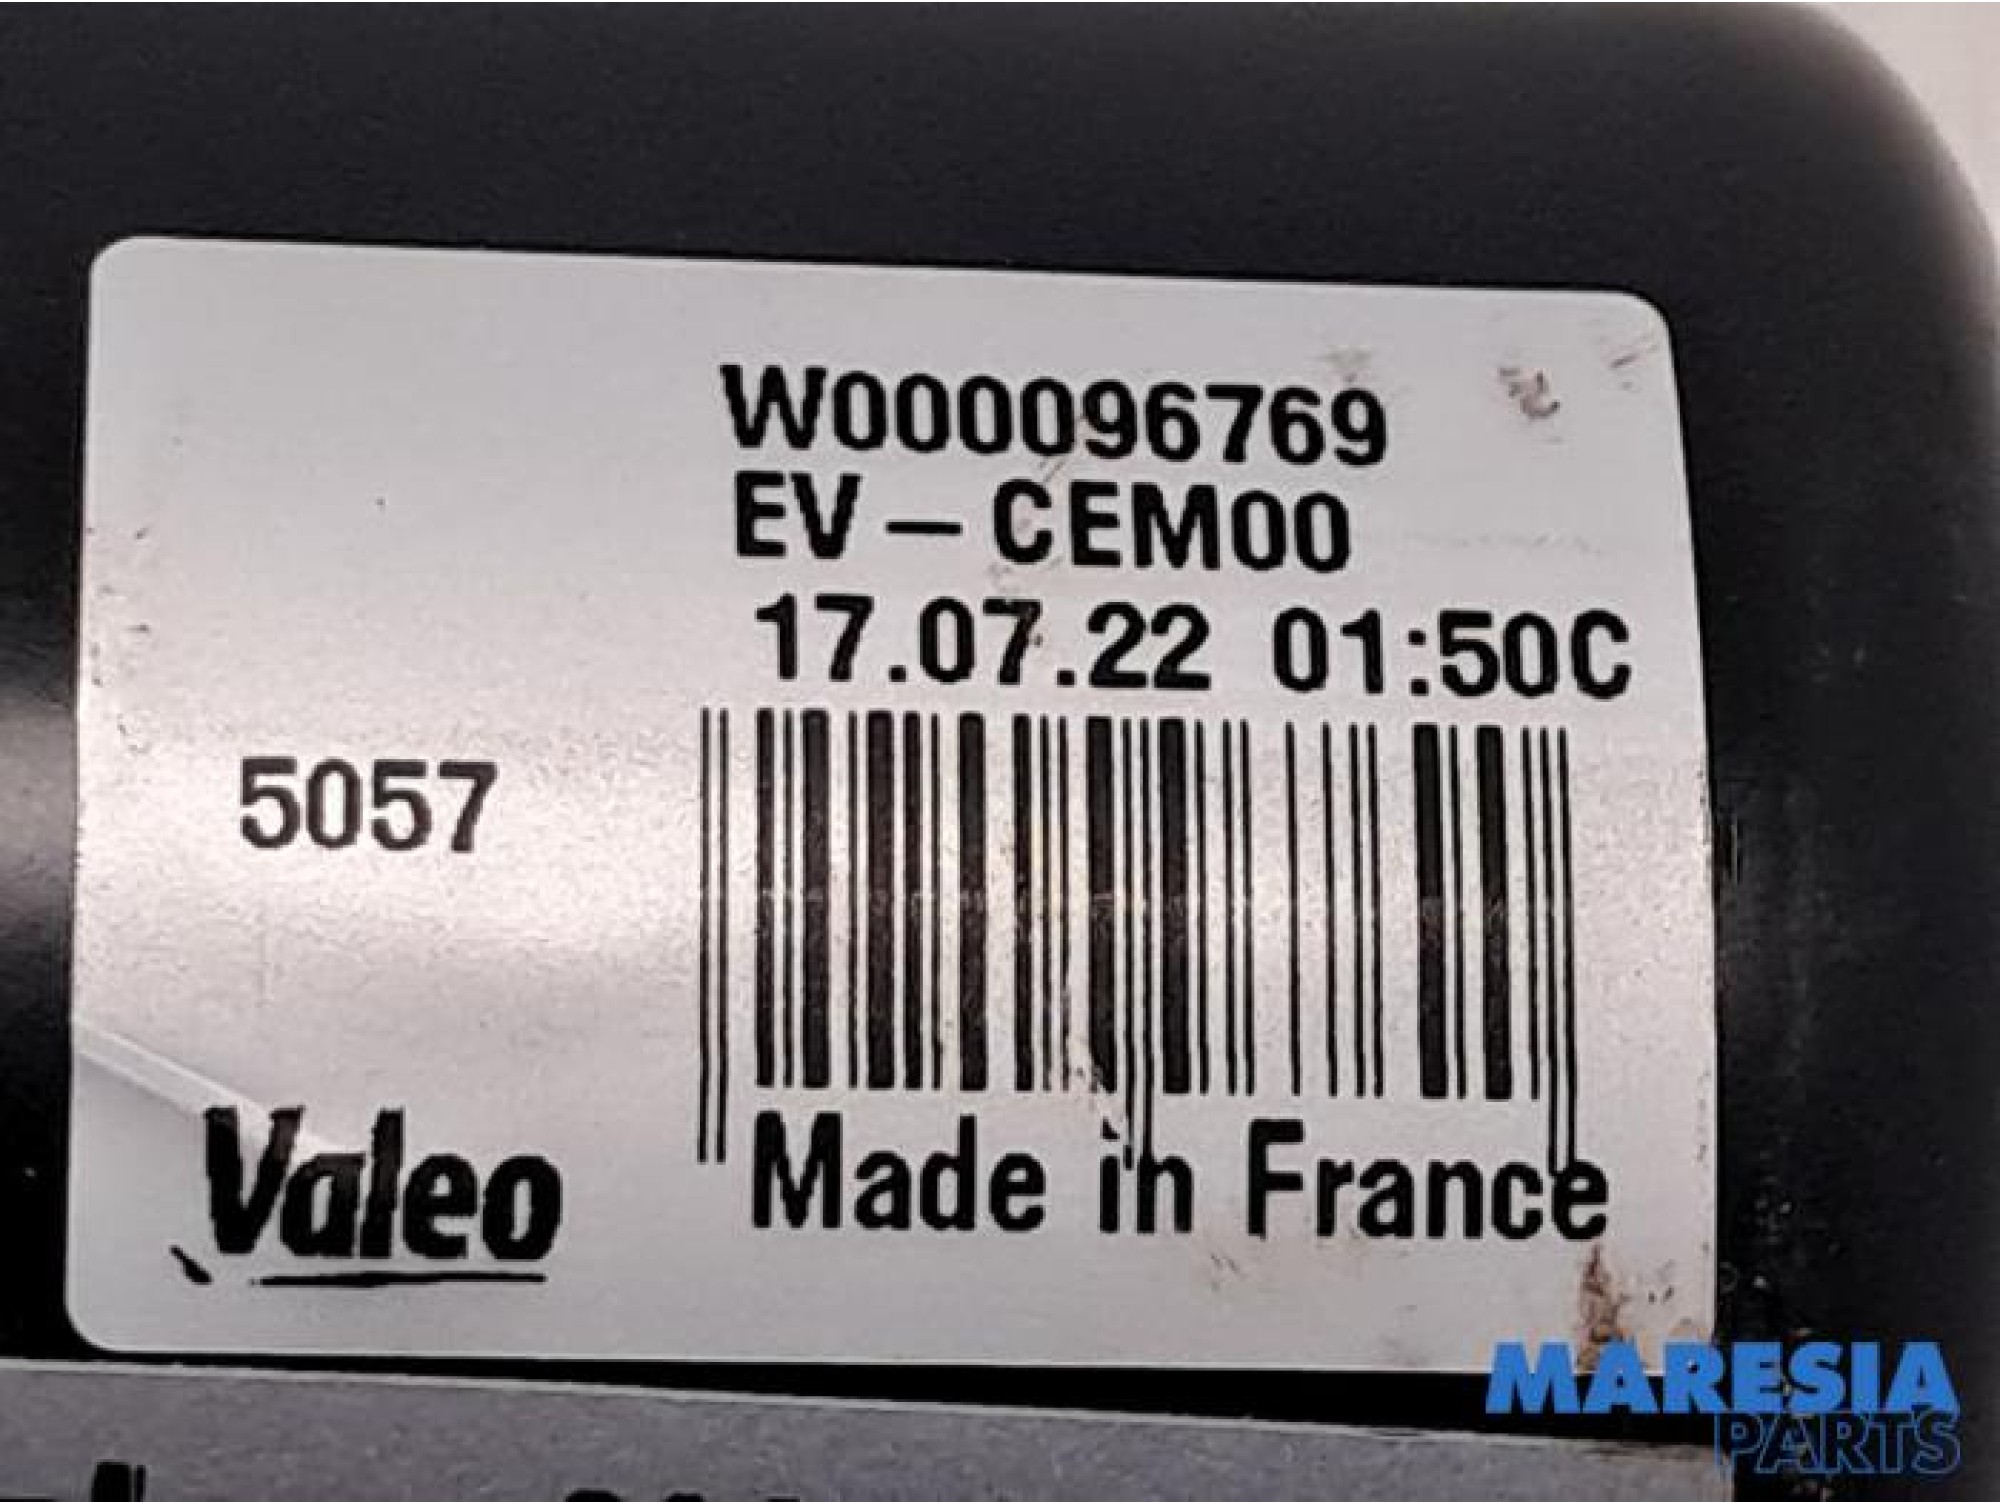 W000096769
EV-CEM00
17.07.22 01:50C
5057
Valeo
Made in France
MARESIA
PARTS